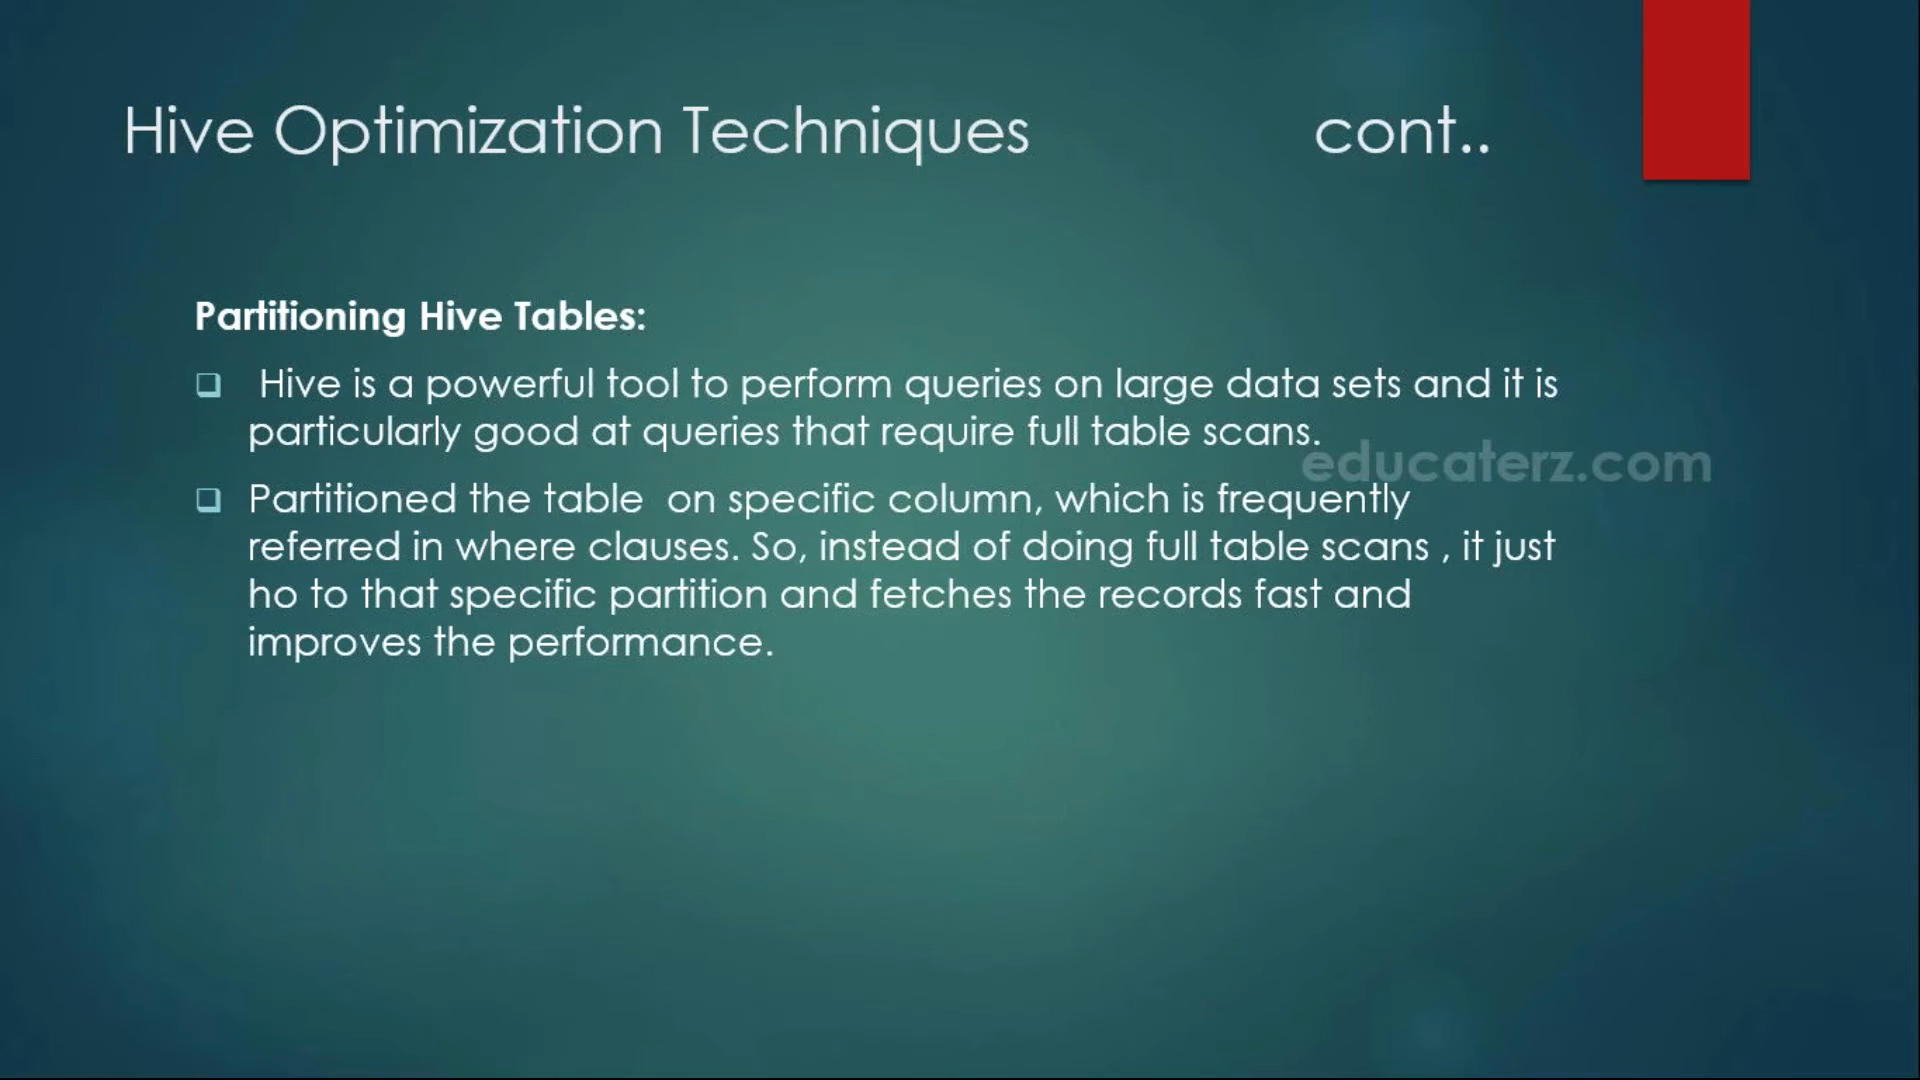 Hive Optimization Techniques cont..
Partitioning Hive Tables:
Hive is a powerful tool to perform queries on large data sets and it is
particularly good at queries that require full table scans.
educaterz.com
Partitioned the table on specific column, which is frequently
referred in where clauses. So, instead of doing full table scans , it just
ho to that specific partition and fetches the records fast and
improves the performance.